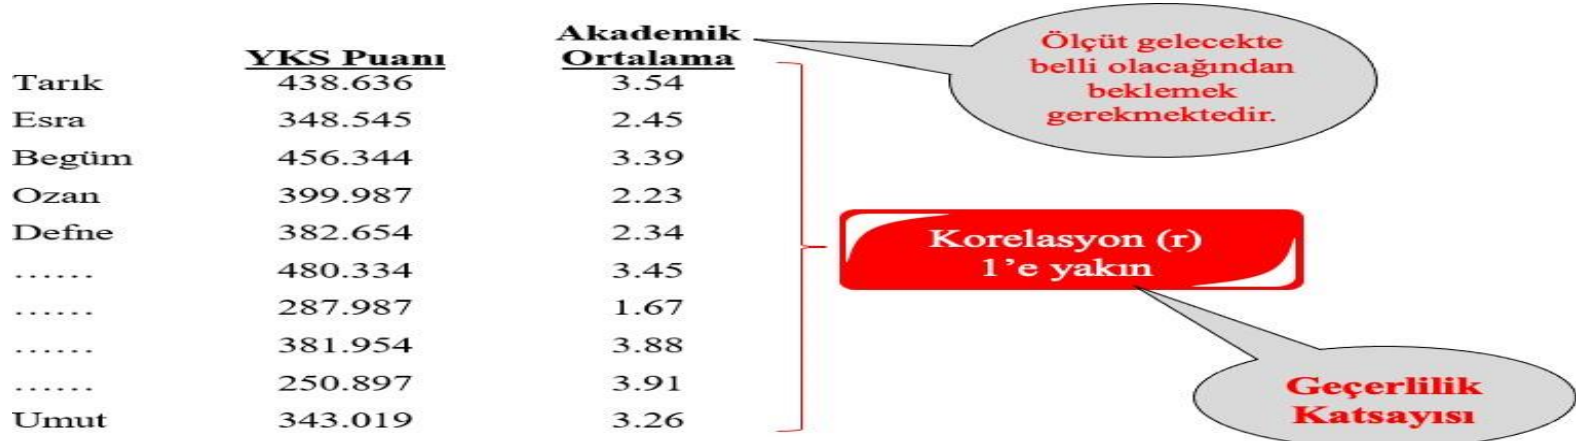 Akademik
YKS Puanı Ortalama
Tarık 438.636 3.54
Esra 348.545 2.45
Begüm 456.344 3.39
Ozan 399.987 2.23
Defne 382.654 2.34
...... 480.334 3.45
...... 287.987 1.67
...... 381.954 3.88
...... 250.897 3.91
Umut 343.019 3.26
Ölçüt gelecekte
belli olacağından
beklemek
gerekmektedir.
Korelasyon (r)
1’e yakın
Geçerlilik
Katsayısı